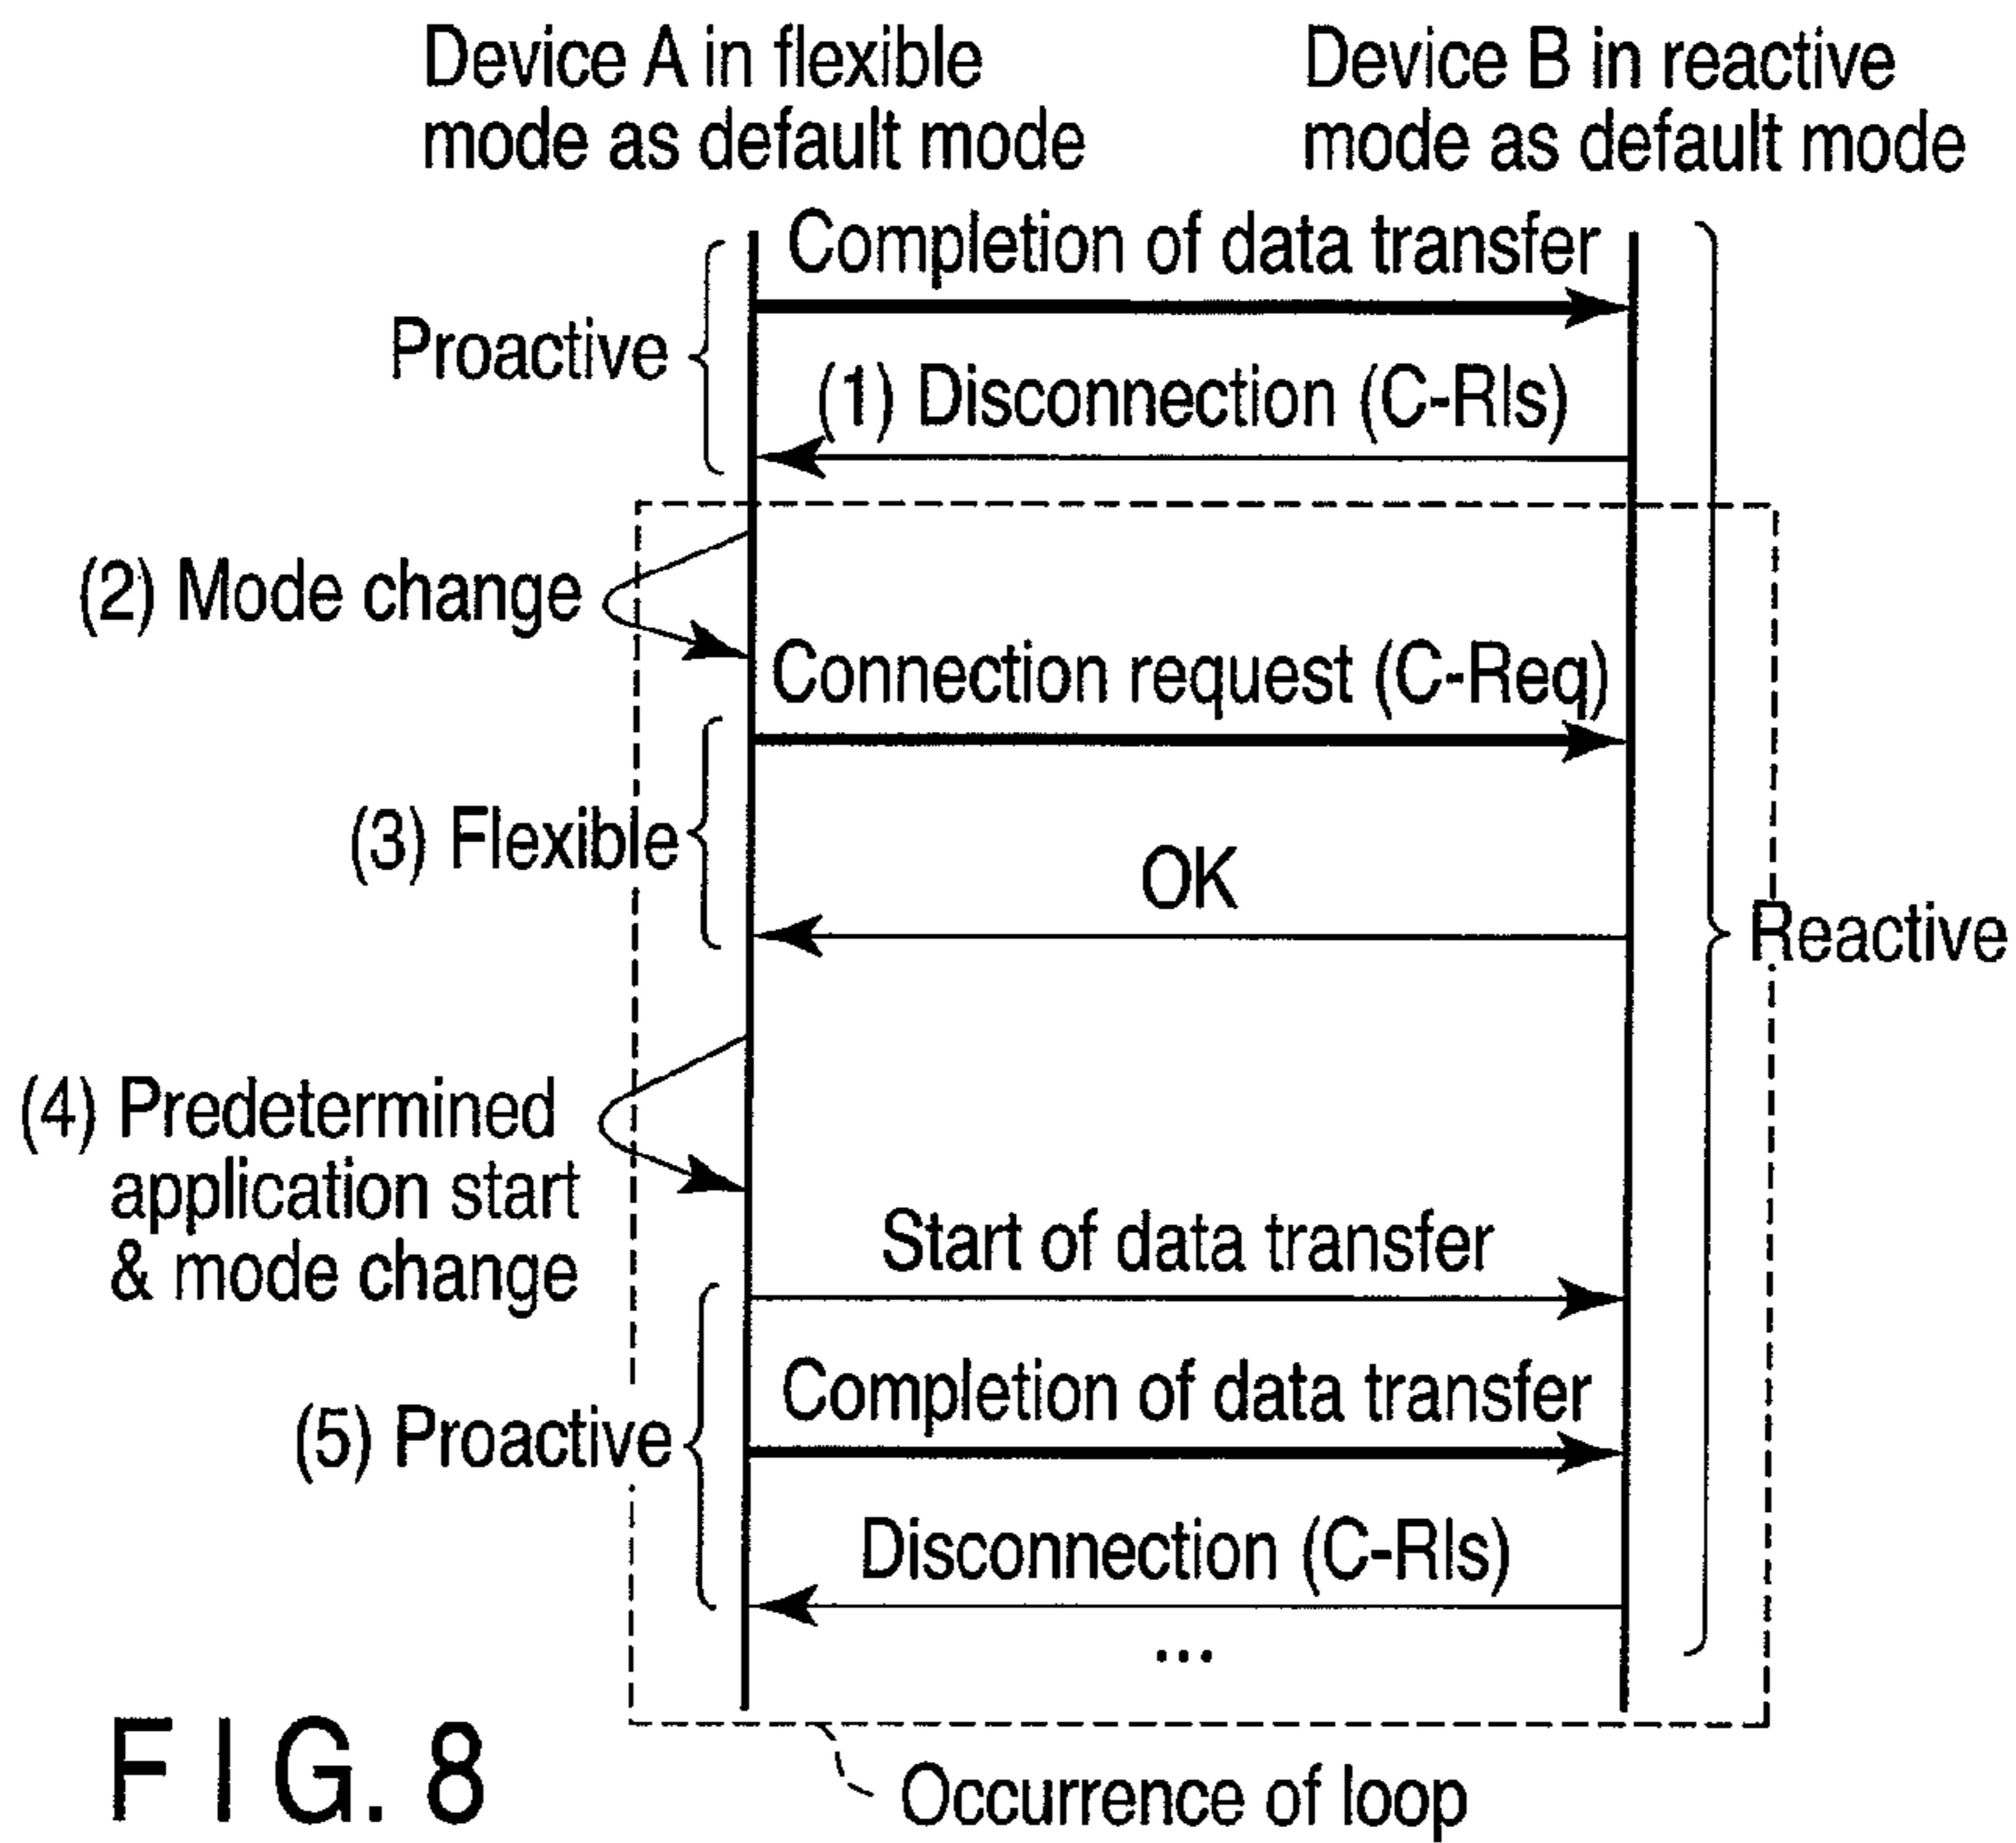 Device A in flexible
mode as default mode
Device B in reactive
mode as default mode
Completion of data transfer
Proactive
(1) Disconnection (C-Rls)
(2) Mode change
Connection request (C-Req)
(3) Flexible
OK
Reactive
(4) Predetermined
application start
& mode change
Start of data transfer
Completion of data transfer
(5) Proactive
Disconnection (C-Rls)
...
Occurrence of loop
FIG. 8